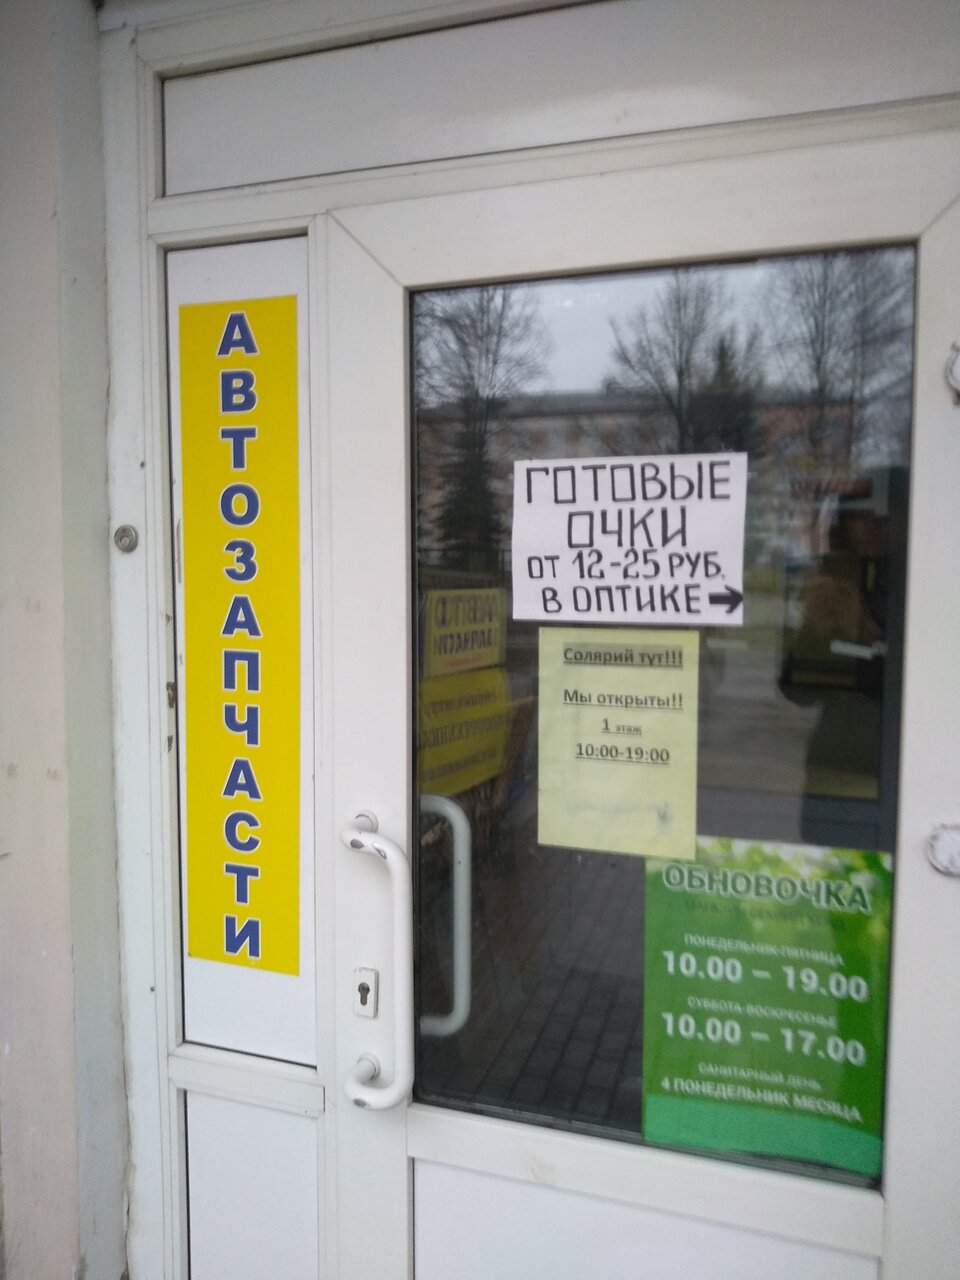 АВТОЗАПЧАСТИ
ГОТОВЫЕ
ОЧКИ
ОТ 12-25 РУБ.
В ОПТИКЕ →
Солярий тут!!!
Мы открыты!!
1 этаж
10:00-19:00
ОБНОВОЧКА
ПОНЕДЕЛЬНИК-ПЯТНИЦА
10.00 – 19.00
СУББОТА-ВОСКРЕСЕНЬЕ
10.00 – 17.00
САНИТАРНЫЙ ДЕНЬ
4 ПОНЕДЕЛЬНИК МЕСЯЦА